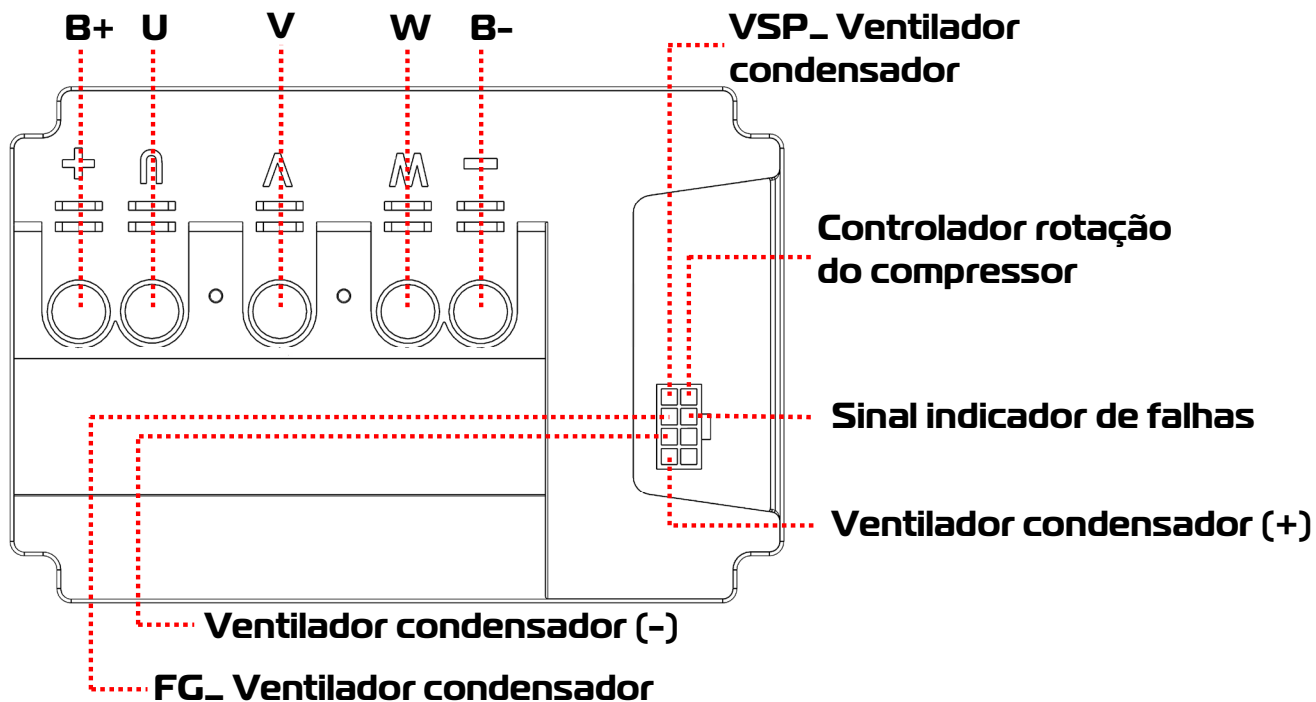 B+ U V W B-
VSP_ Ventilador
condensador
+ U V W -
Controlador rotação
do compressor
Sinal indicador de falhas
Ventilador condensador (+)
Ventilador condensador (-)
FG_ Ventilador condensador